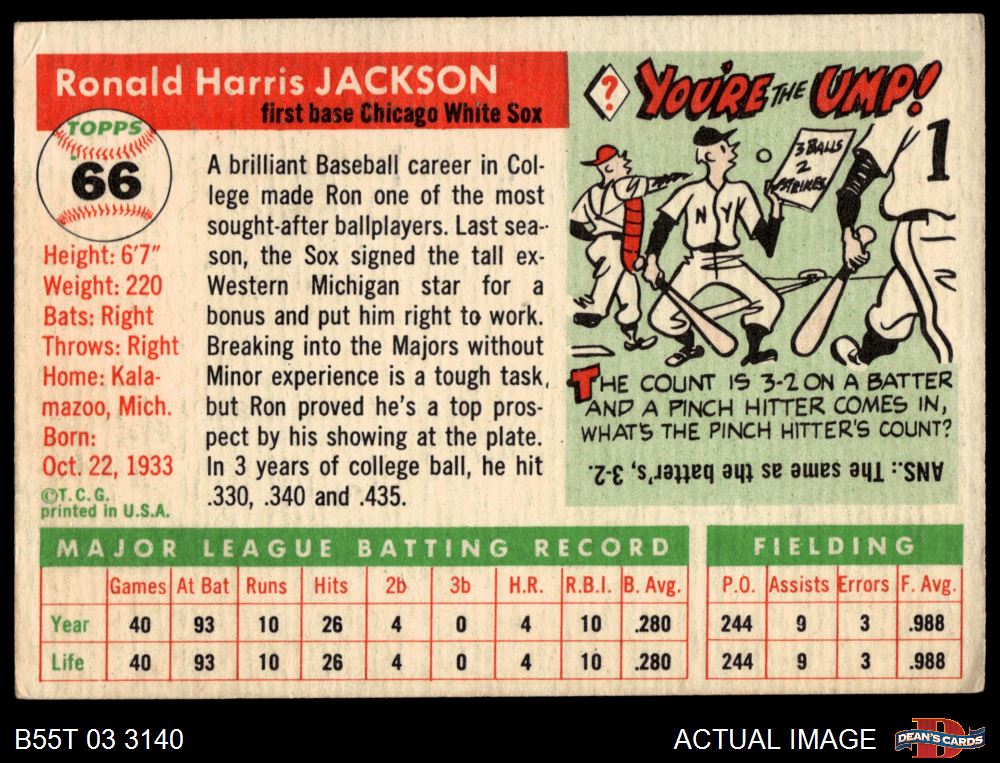 Ronald Harris JACKSON
first base Chicago White Sox
TOPPS
66
Height: 6'7"
Weight: 220
Bats: Right
Throws: Right
Home: Kala-
mazoo, Mich.
Born:
Oct. 22, 1933
©T.C.G.
printed in U.S.A.
A brilliant Baseball career in Col-
lege made Ron one of the most
sought-after ballplayers. Last sea-
son, the Sox signed the tall ex-
Western Michigan star for a
bonus and put him right to work.
Breaking into the Majors without
Minor experience is a tough task,
but Ron proved he's a top pros-
pect by his showing at the plate.
In 3 years of college ball, he hit
.330, .340 and .435.
? YOU'RE THE UMP!
3 BALLS
2
STRIKES
1
N Y
THE COUNT IS 3-2 ON A BATTER
AND A PINCH HITTER COMES IN,
WHAT'S THE PINCH HITTER'S COUNT?
ANS.: The same as the batter's, 3-2.
MAJOR LEAGUE BATTING RECORD
Games At Bat Runs Hits 2b 3b H.R. R.B.I. B. Avg.
Year 40 93 10 26 4 0 4 10 .280
Life 40 93 10 26 4 0 4 10 .280
FIELDING
P.O. Assists Errors F. Avg.
244 9 3 .988
244 9 3 .988
B55T 03 3140
ACTUAL IMAGE
D
DEAN'S CARDS